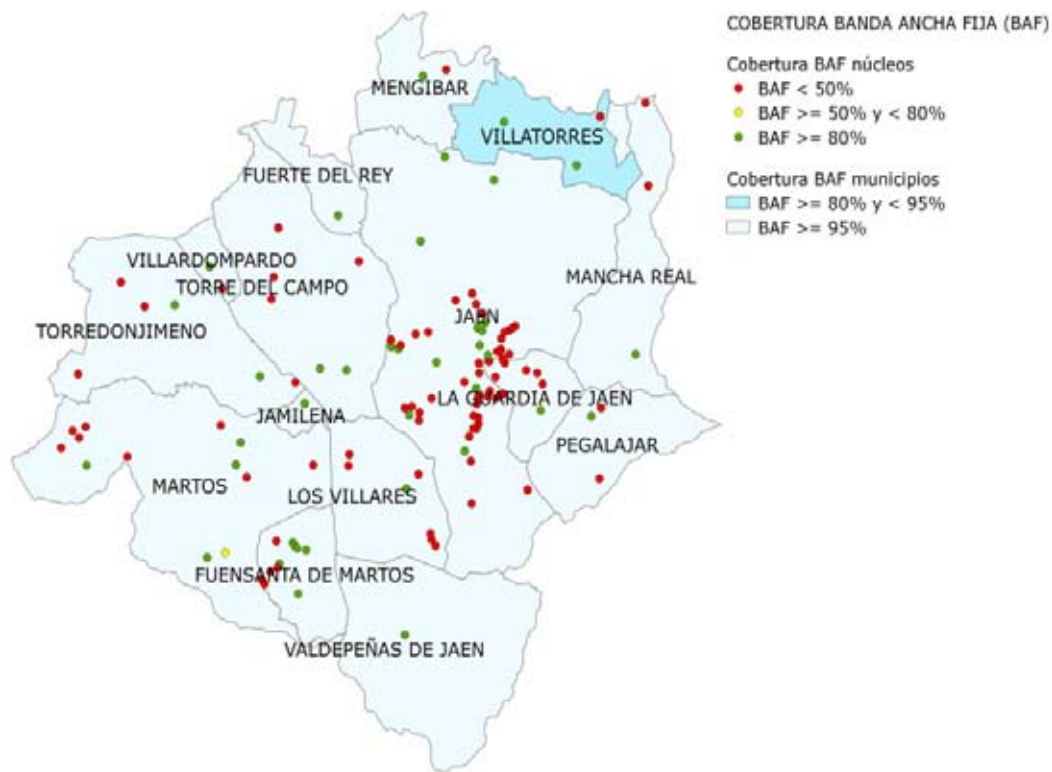 COBERTURA BANDA ANCHA FIJA (BAF)
Cobertura BAF núcleos
BAF < 50%
BAF >= 50% y < 80%
BAF >= 80%
Cobertura BAF municipios
BAF >= 80% y < 95%
BAF >= 95%
MENGIBAR
VILLATORRES
FUERTE DEL REY
VILLARDOMPARDO
TORRE DEL CAMPO
MANCHA REAL
TORREDONJIMENO
JAEN
LA GUARDIA DE JAEN
JAMILENA
PEGALAJAR
MARTOS
LOS VILLARES
FUENSANTA DE MARTOS
VALDEPEÑAS DE JAEN